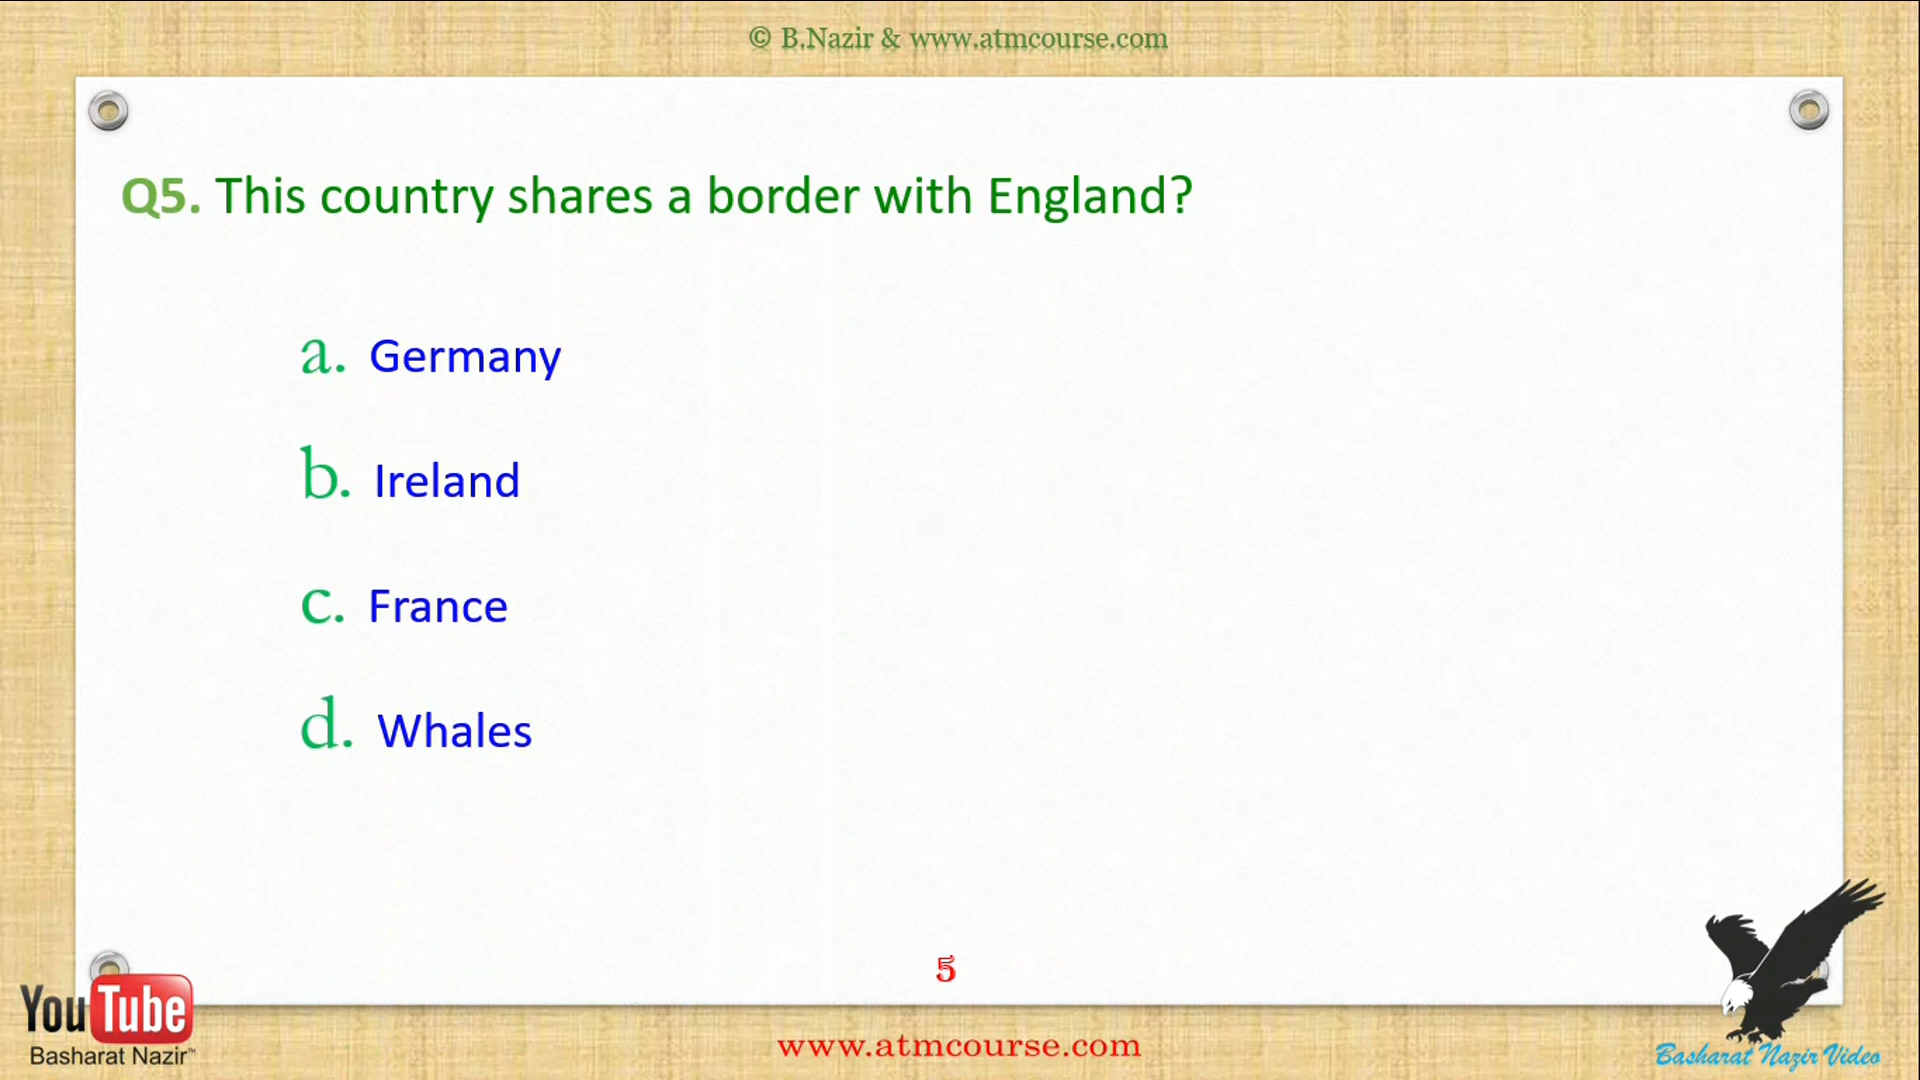 © B.Nazir & www.atmcourse.com
Q5. This country shares a border with England?
a. Germany
b. Ireland
c. France
d. Whales
5
YouTube
Basharat Nazir™
www.atmcourse.com
Basharat Nazir Video